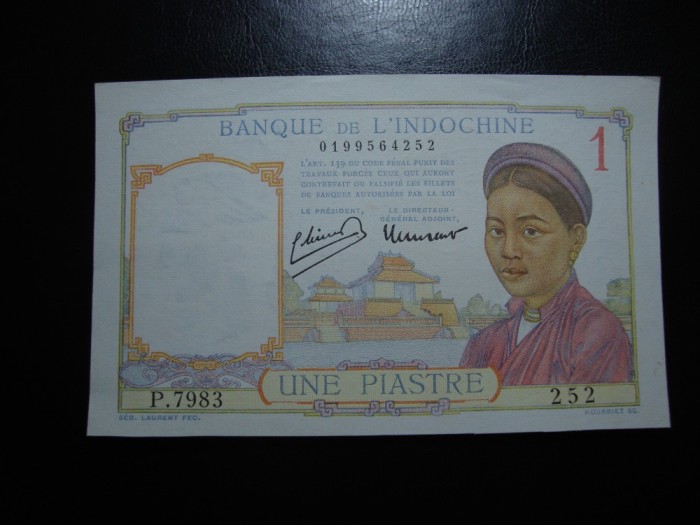 BANQUE DE L'INDOCHINE
0199564252
1
L'ART. 139 DU CODE PÉNAL PUNIT DES
TRAVAUX FORCÉS CEUX QUI AURONT
CONTREFAIT OU FALSIFIÉ LES BILLETS
DE BANQUES AUTORISÉES PAR LA LOI
LE PRÉSIDENT,
LE DIRECTEUR
GÉNÉRAL ADJOINT,
P.7983
UNE PIASTRE
252
SEB. LAURENT FEC.